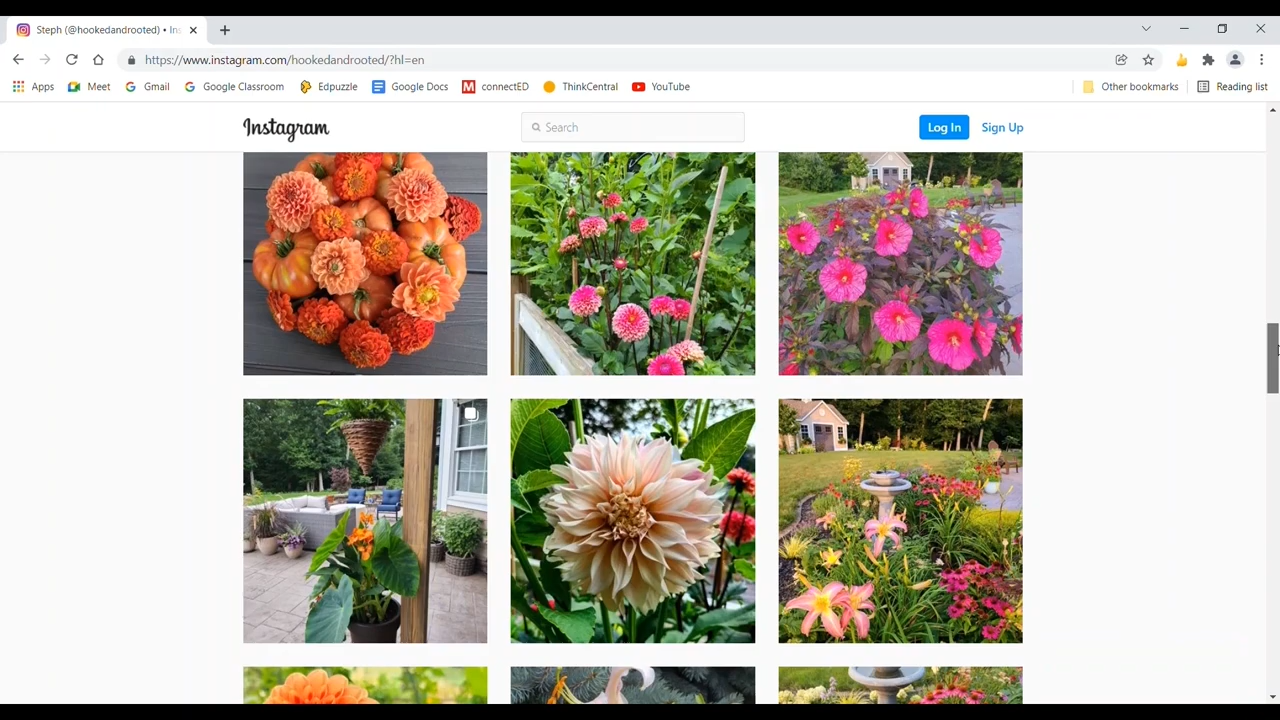 Steph (@hookedandrooted) • In
https://www.instagram.com/hookedandrooted/?hl=en
Apps Meet Gmail Google Classroom Edpuzzle Google Docs connectED ThinkCentral YouTube Other bookmarks Reading list
Instagram Search Log In Sign Up